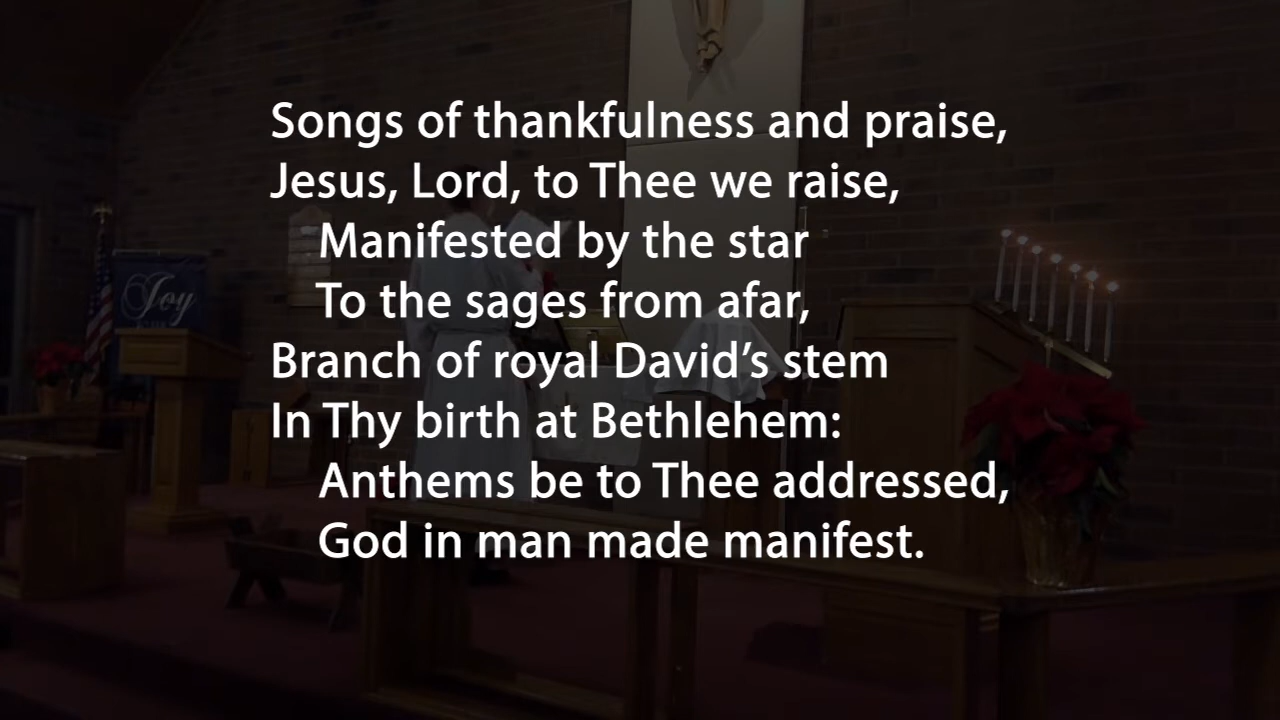 Songs of thankfulness and praise,
Jesus, Lord, to Thee we raise,
Manifested by the star
To the sages from afar,
Branch of royal David’s stem
In Thy birth at Bethlehem:
Anthems be to Thee addressed,
God in man made manifest.
Joy